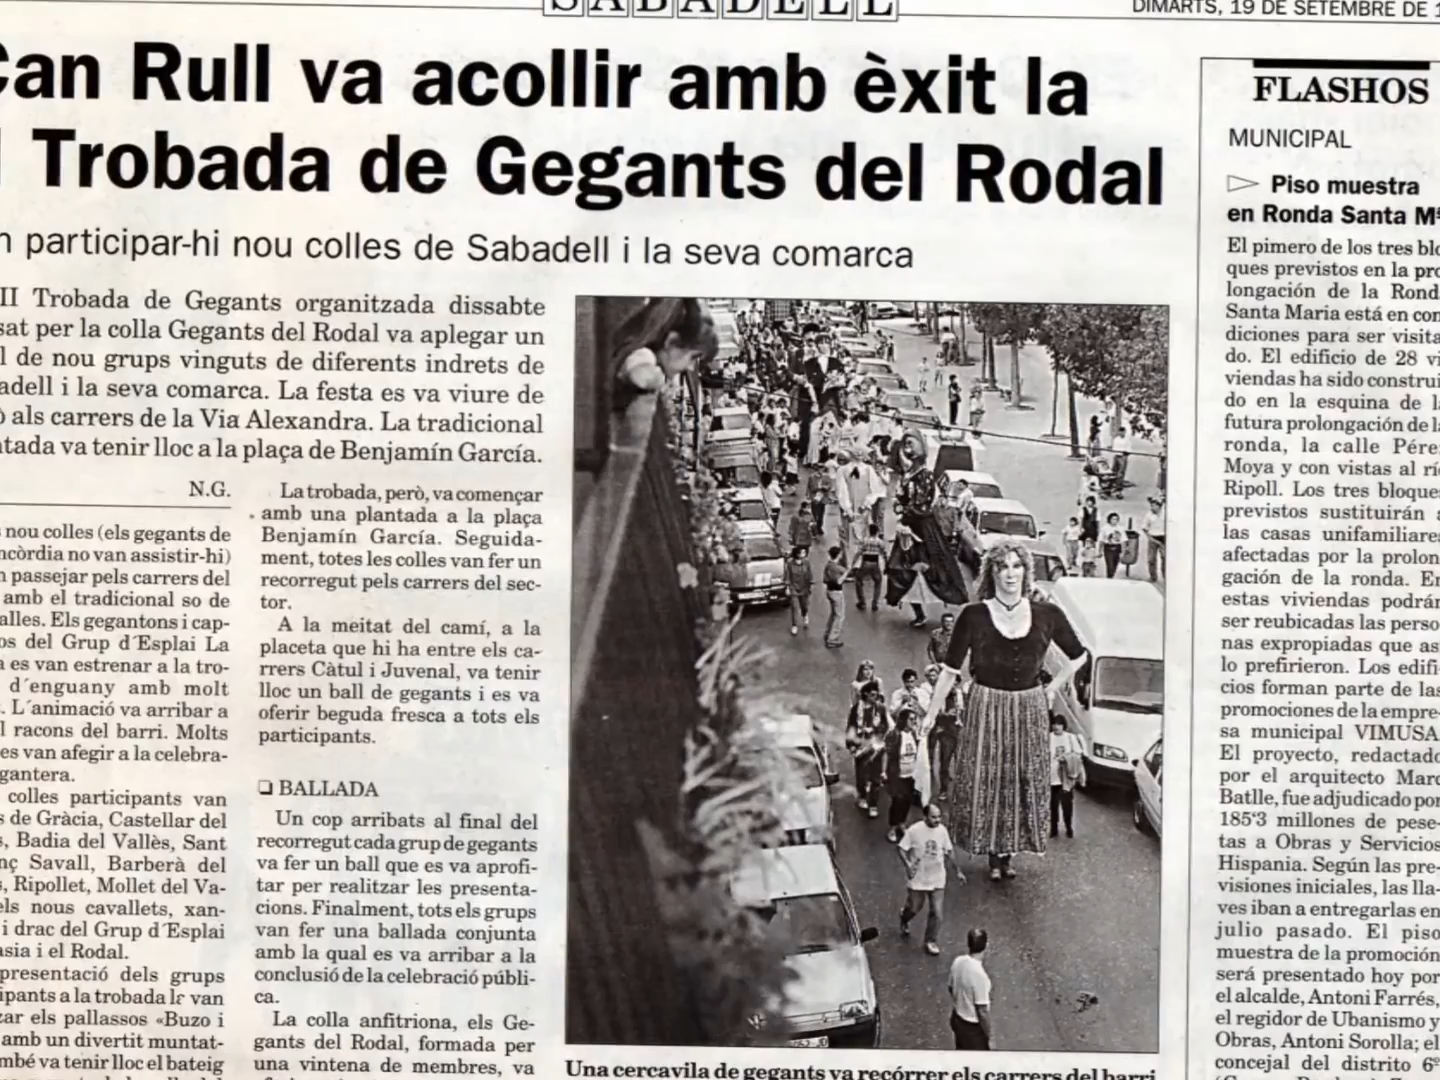 SABADELL
DIMARTS, 19 DE SETEMBRE DE
Can Rull va acollir amb èxit la
Trobada de Gegants del Rodal
participar-hi nou colles de Sabadell i la seva comarca
II Trobada de Gegants organitzada dissabte
sat per la colla Gegants del Rodal va aplegar un
l de nou grups vinguts de diferents indrets de
adell i la seva comarca. La festa es va viure de
ò als carrers de la Via Alexandra. La tradicional
ntada va tenir lloc a la plaça de Benjamín García.
N.G.
s nou colles (els gegants de
ncòrdia no van assistir-hi)
n passejar pels carrers del
amb el tradicional so de
alles. Els gegantons i cap-
os del Grup d´Esplai La
a es van estrenar a la tro-
d´enguany amb molt
. L´animació va arribar a
l racons del barri. Molts
es van afegir a la celebra-
gantera.
colles participants van
s de Gràcia, Castellar del
s, Badia del Vallès, Sant
nç Savall, Barberà del
s, Ripollet, Mollet del Va-
els nous cavallets, xan-
i drac del Grup d´Esplai
asia i el Rodal.
presentació dels grups
ipants a la trobada la van
zar els pallassos «Buzo i
amb un divertit muntat-
mbé va tenir lloc el bateig
La trobada, però, va començar
amb una plantada a la plaça
Benjamín García. Seguida-
ment, totes les colles van fer un
recorregut pels carrers del sec-
tor.
A la meitat del camí, a la
placeta que hi ha entre els ca-
rrers Càtul i Juvenal, va tenir
lloc un ball de gegants i es va
oferir beguda fresca a tots els
participants.
❏ BALLADA
Un cop arribats al final del
recorregut cada grup de gegants
va fer un ball que es va aprofi-
tar per realitzar les presenta-
cions. Finalment, tots els grups
van fer una ballada conjunta
amb la qual es va arribar a la
conclusió de la celebració públi-
ca.
La colla anfitriona, els Ge-
gants del Rodal, formada per
una vintena de membres, va
Una cercavila de gegants va recórrer els carrers del barri
FLASHOS
MUNICIPAL
Piso muestra
en Ronda Santa Mª
El pimero de los tres blo
ques previstos en la pro
longación de la Ronda
Santa Maria está en con
diciones para ser visita
do. El edificio de 28 vi
viendas ha sido construi
do en la esquina de la
futura prolongación de la
ronda, la calle Pére
Moya y con vistas al rí
Ripoll. Los tres bloques
previstos sustituirán a
las casas unifamiliares
afectadas por la prolon
gación de la ronda. En
estas viviendas podrán
ser reubicadas las perso
nas expropiadas que as
lo prefirieron. Los edifi
cios forman parte de las
promociones de la empre
sa municipal VIMUSA.
El proyecto, redactado
por el arquitecto Marc
Batlle, fue adjudicado por
185'3 millones de pese-
tas a Obras y Servicios
Hispania. Según las pre-
visiones iniciales, las lla-
ves iban a entregarlas en
julio pasado. El piso
muestra de la promoción
será presentado hoy por
el alcalde, Antoni Farrés,
el regidor de Ubanismo y
Obras, Antoni Sorolla; el
concejal del distrito 6º